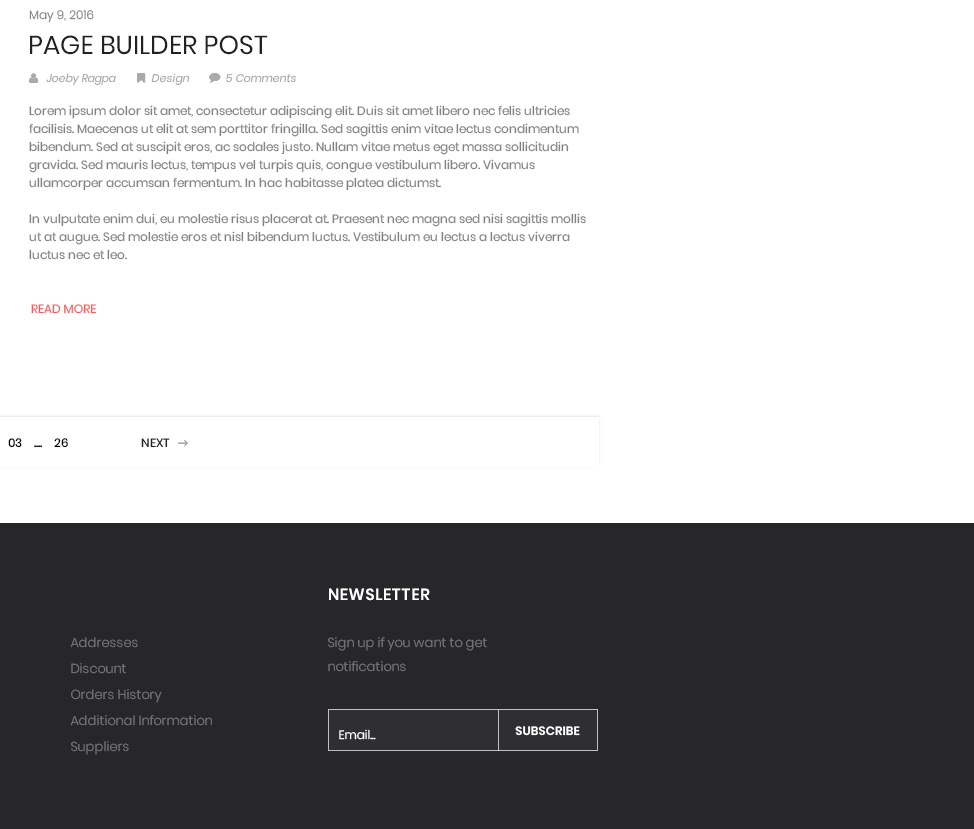 May 9, 2016
PAGE BUILDER POST
Joeby Ragpa Design 5 Comments
Lorem ipsum dolor sit amet, consectetur adipiscing elit. Duis sit amet libero nec felis ultricies
facilisis. Maecenas ut elit at sem porttitor fringilla. Sed sagittis enim vitae lectus condimentum
bibendum. Sed at suscipit eros, ac sodales justo. Nullam vitae metus eget massa sollicitudin
gravida. Sed mauris lectus, tempus vel turpis quis, congue vestibulum libero. Vivamus
ullamcorper accumsan fermentum. In hac habitasse platea dictumst.
In vulputate enim dui, eu molestie risus placerat at. Praesent nec magna sed nisi sagittis mollis
ut at augue. Sed molestie eros et nisl bibendum luctus. Vestibulum eu lectus a lectus viverra
luctus nec et leo.
READ MORE
03 .... 26 NEXT →
Addresses
Discount
Orders History
Additional Information
Suppliers
NEWSLETTER
Sign up if you want to get
notifications
Email...
SUBSCRIBE